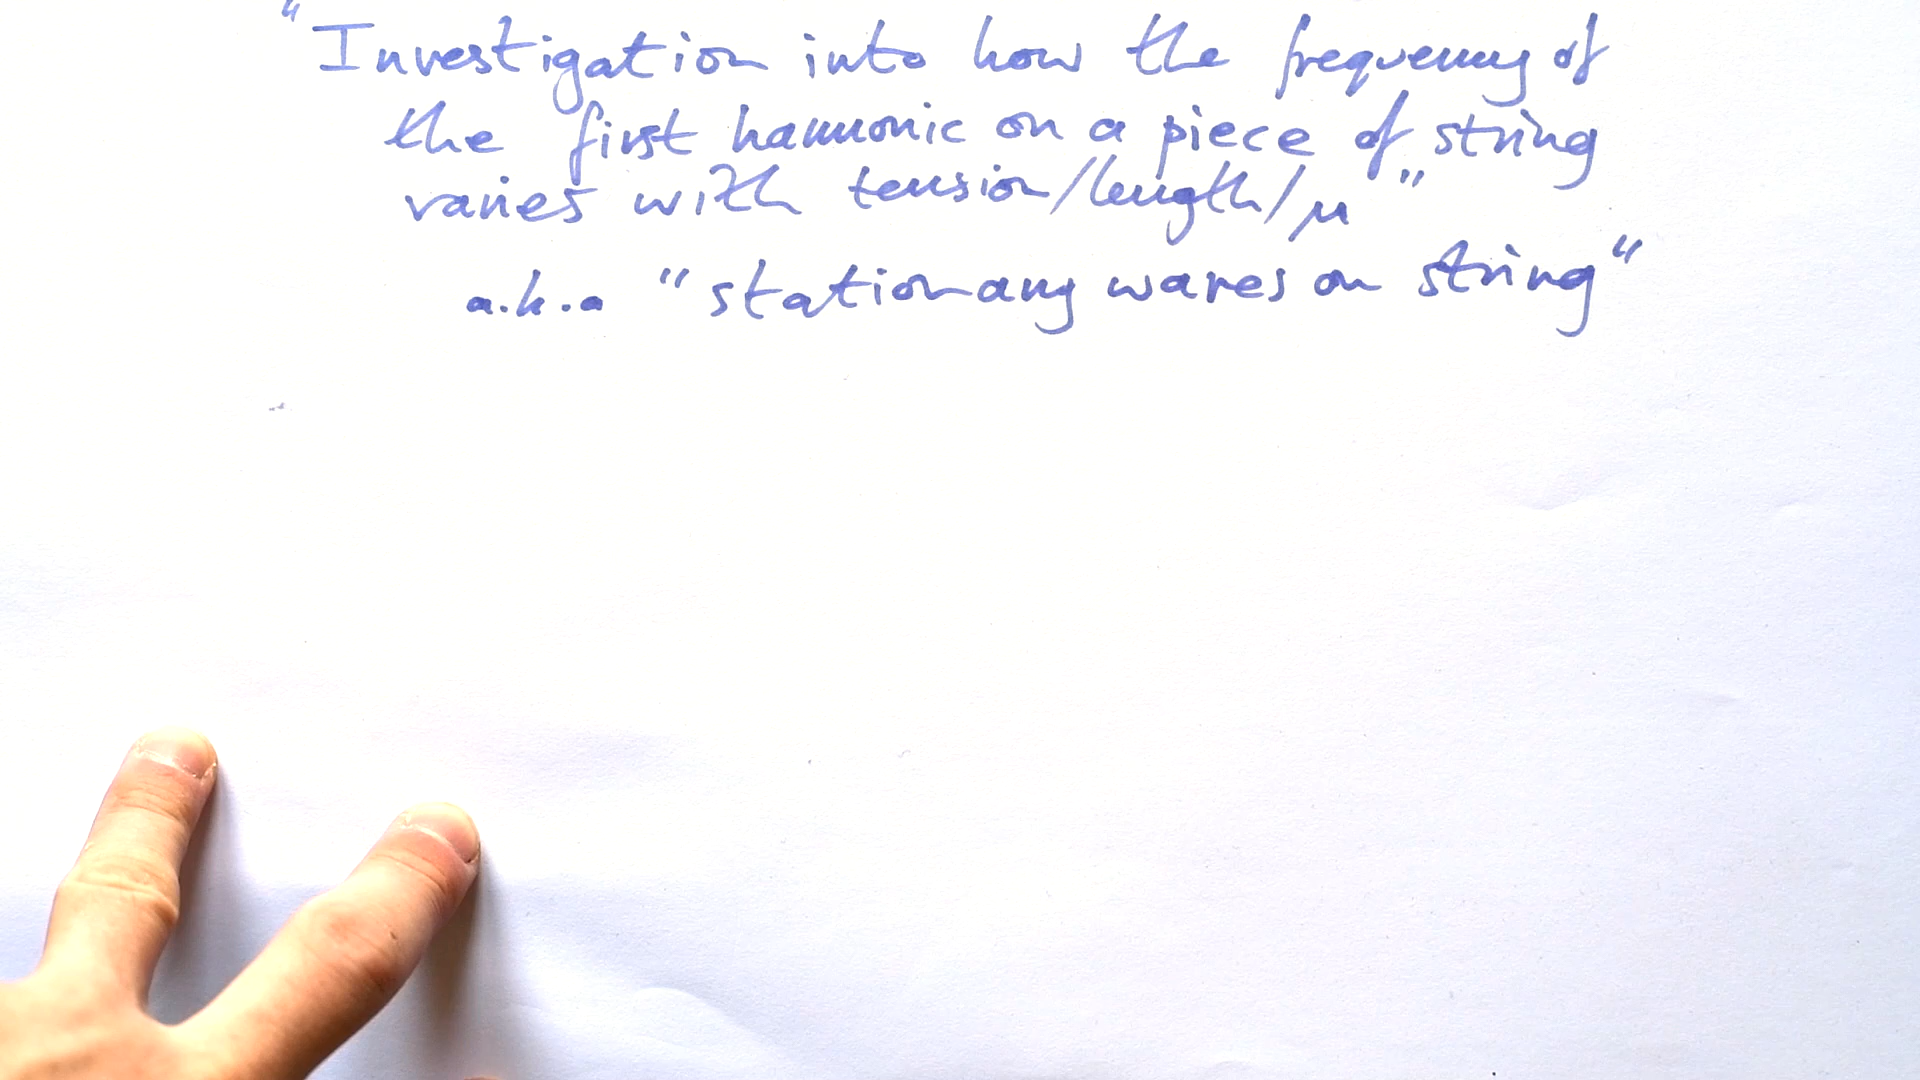 "Investigation into how the frequency of
the first harmonic on a piece of string
varies with tension/length/μ"
a.k.a "stationary waves on string"